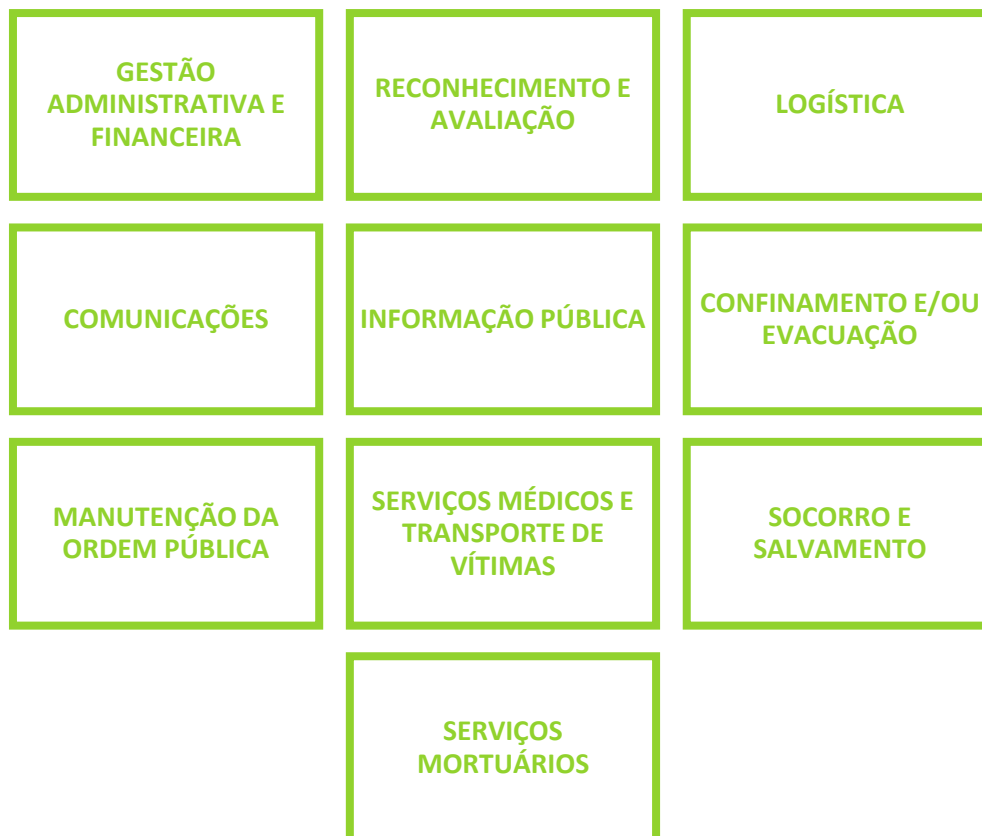 GESTÃO
ADMINISTRATIVA E
FINANCEIRA
RECONHECIMENTO E
AVALIAÇÃO
LOGÍSTICA
COMUNICAÇÕES
INFORMAÇÃO PÚBLICA
CONFINAMENTO E/OU
EVACUAÇÃO
MANUTENÇÃO DA
ORDEM PÚBLICA
SERVIÇOS MÉDICOS E
TRANSPORTE DE
VÍTIMAS
SOCORRO E
SALVAMENTO
SERVIÇOS
MORTUÁRIOS